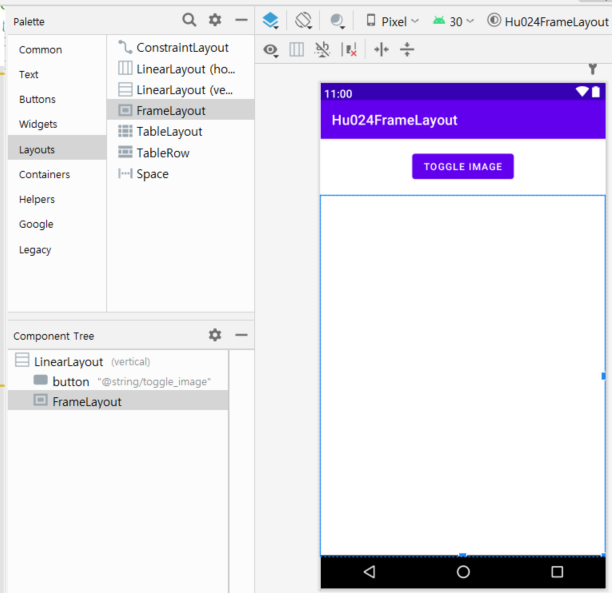 Palette
Pixel
30
Hu024FrameLayout
Common
Text
Buttons
Widgets
Layouts
Containers
Helpers
Google
Legacy
ConstraintLayout
LinearLayout (ho...
LinearLayout (ve...
FrameLayout
TableLayout
TableRow
Space
11:00
Hu024FrameLayout
TOGGLE IMAGE
Component Tree
LinearLayout (vertical)
button "@string/toggle_image"
FrameLayout